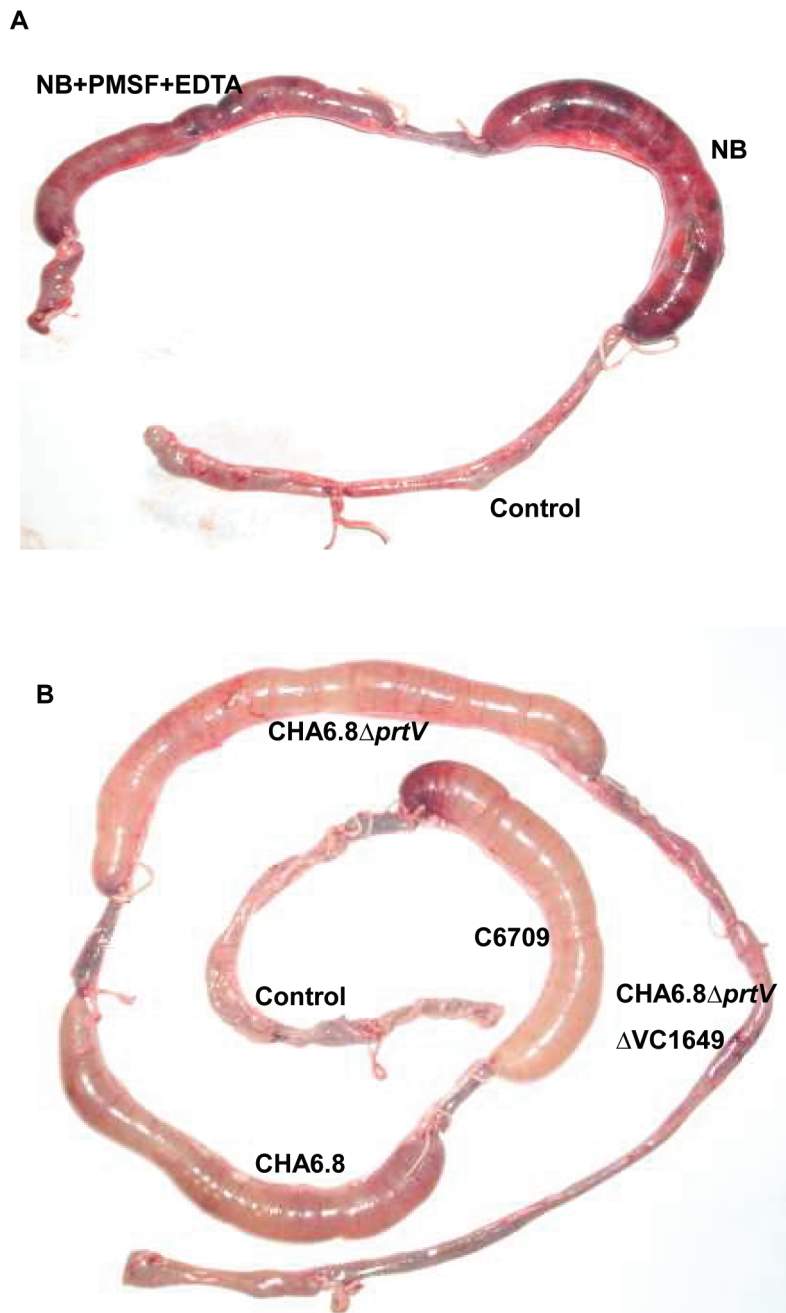 A
NB+PMSF+EDTA
NB
Control
B
CHA6.8ΔprtV
C6709
Control
CHA6.8ΔprtV
ΔVC1649
CHA6.8